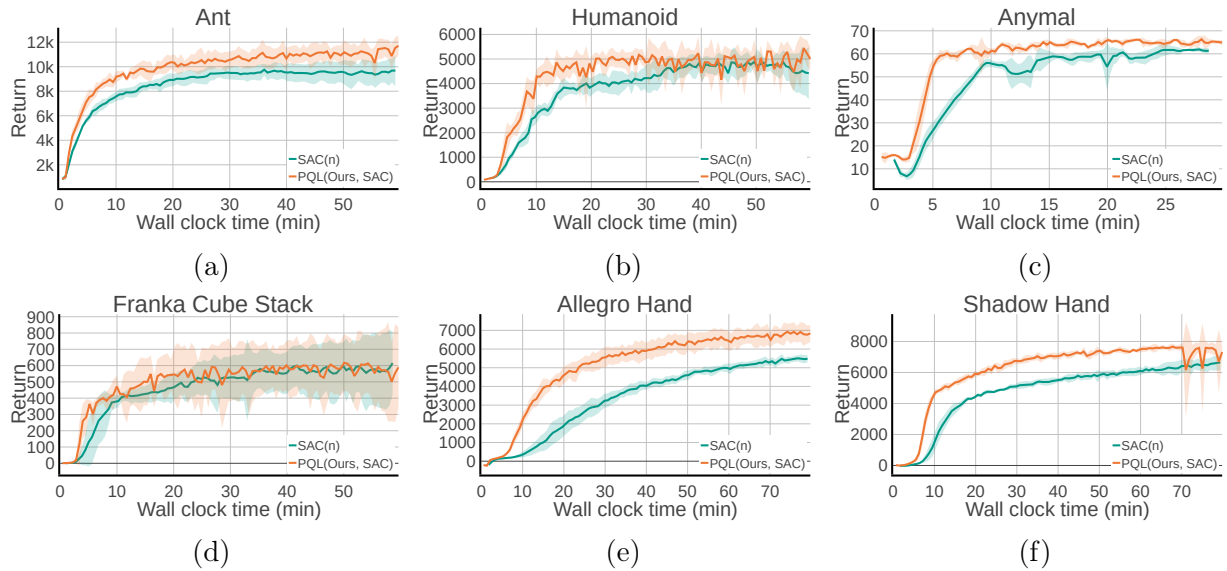 Ant
12k
10k
8k
6k
4k
2k
Return
SAC(n)
PQL(Ours, SAC)
0 10 20 30 40 50
Wall clock time (min)
(a)
Humanoid
6000
5000
4000
3000
2000
1000
0
Return
SAC(n)
PQL(Ours, SAC)
0 10 20 30 40 50
Wall clock time (min)
(b)
Anymal
70
60
50
40
30
20
10
Return
SAC(n)
PQL(Ours, SAC)
0 5 10 15 20 25
Wall clock time (min)
(c)
Franka Cube Stack
900
800
700
600
500
400
300
200
100
0
Return
SAC(n)
PQL(Ours, SAC)
0 10 20 30 40 50
Wall clock time (min)
(d)
Allegro Hand
7000
6000
5000
4000
3000
2000
1000
0
Return
SAC(n)
PQL(Ours, SAC)
0 10 20 30 40 50 60 70
Wall clock time (min)
(e)
Shadow Hand
8000
6000
4000
2000
0
Return
SAC(n)
PQL(Ours, SAC)
0 10 20 30 40 50 60 70
Wall clock time (min)
(f)